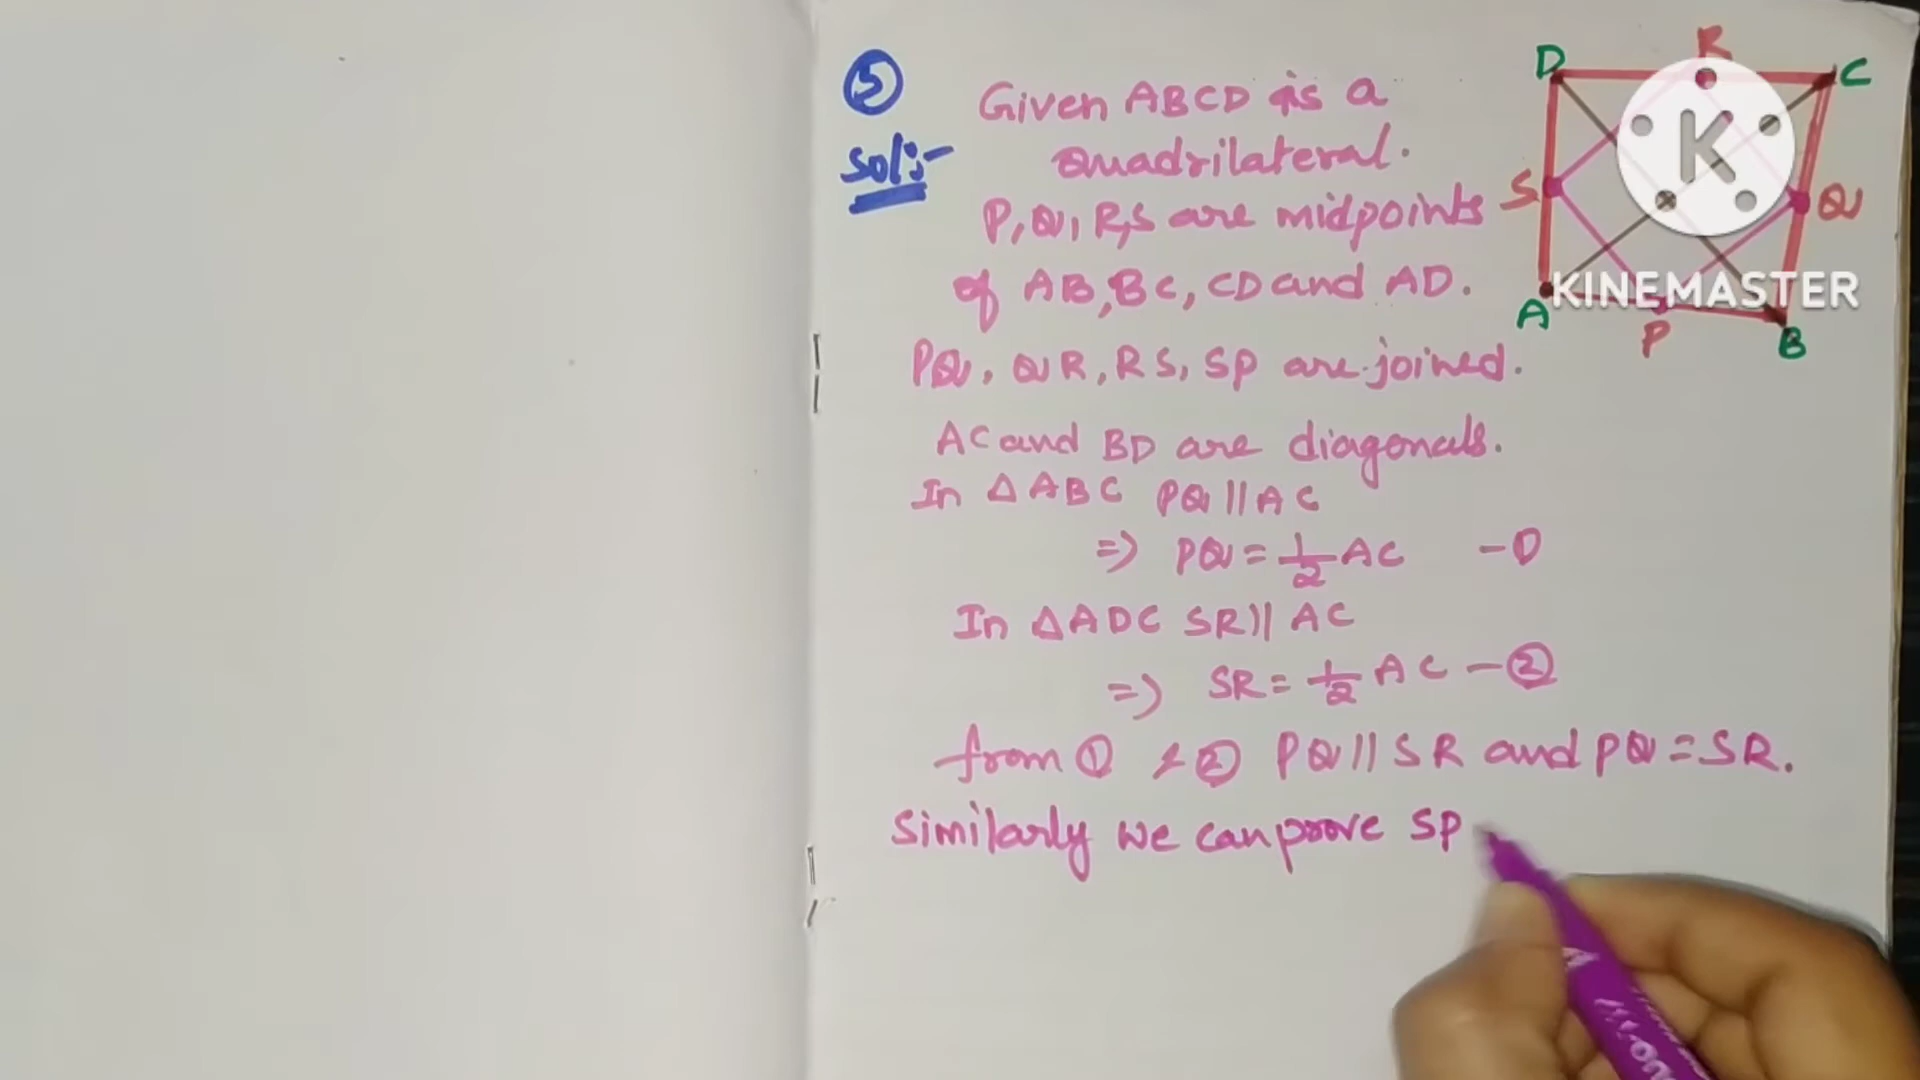 5
Sol:-
Given ABCD is a
quadrilateral.
P, Q, R, S are midpoints
of AB, BC, CD and AD.
PQ, QR, RS, SP are joined.
AC and BD are diagonals.
In △ABC PQ || AC
=> PQ = 1/2 AC - ①
In △ADC SR || AC
=> SR = 1/2 AC - ②
from ① & ② PQ || SR and PQ = SR.
Similarly we can prove SP
D R C
S Q
A P B
K
KINEMASTER